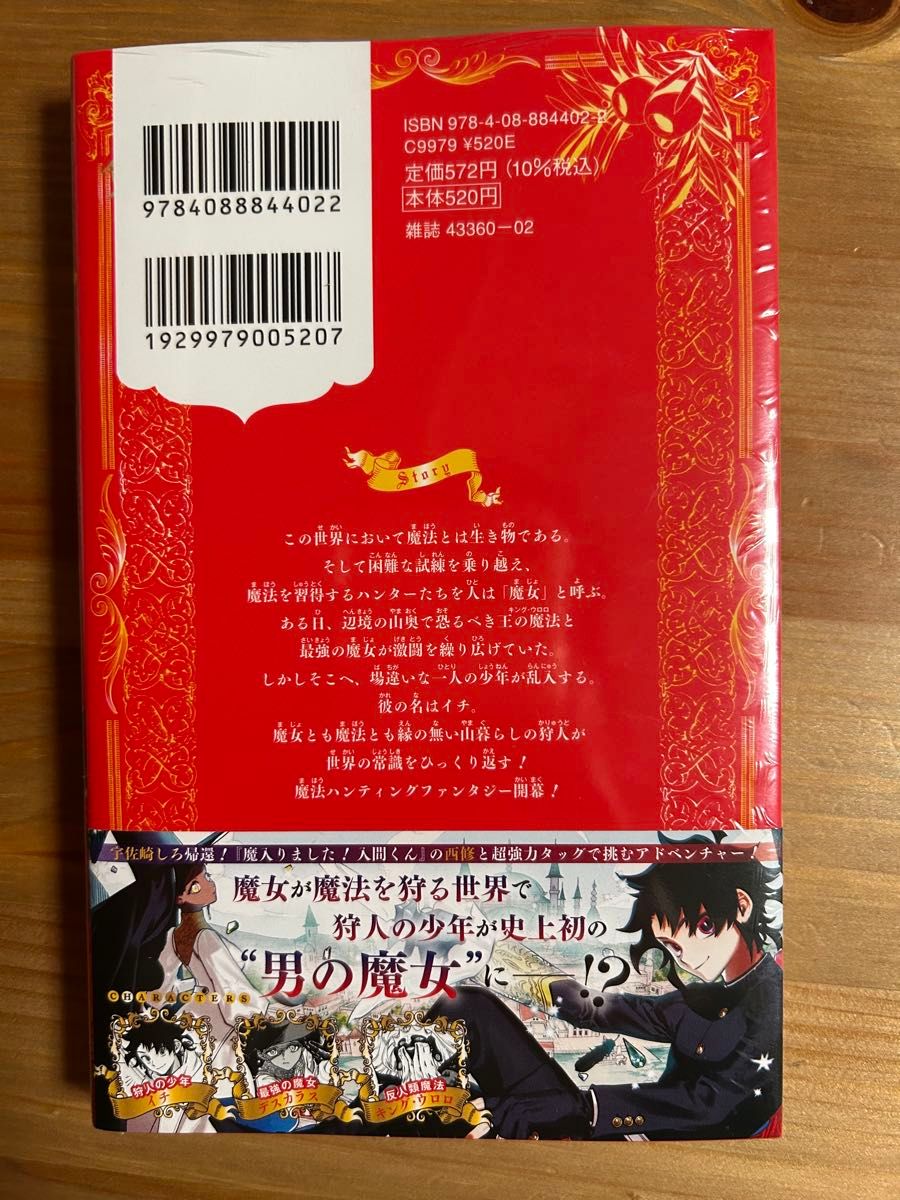 9784088844022
1929979005207
ISBN 978-4-08-884402-2
C9979 ¥520E
定価572円(10%税込)
本体520円
雑誌 43360-02
Story
この世界において魔法とは生き物である。
そして困難な試練を乗り越え、
魔法を習得するハンターたちを人は「魔女」と呼ぶ。
ある日、辺境の山奥で恐るべき王の魔法と
最強の魔女が激闘を繰り広げていた。
しかしそこへ、場違いな一人の少年が乱入する。
彼の名はイチ。
魔女とも魔法とも縁の無い山暮らしの狩人が
世界の常識をひっくり返す!
魔法ハンティングファンタジー開幕!
宇佐崎しろ帰還!『魔入りました!入間くん』の西修と超強力タッグで挑むアドベンチャー!
魔女が魔法を狩る世界で
狩人の少年が史上初の
“男の魔女”に──!?
CHARACTERS
狩人の少年
イチ
最強の魔女
デスカラス
反人類魔法
キング・ウロロ